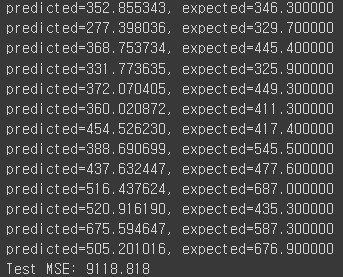 predicted=352.855343, expected=346.300000
predicted=277.398036, expected=329.700000
predicted=368.753734, expected=445.400000
predicted=331.773635, expected=325.900000
predicted=372.070405, expected=449.300000
predicted=360.020872, expected=411.300000
predicted=454.526230, expected=417.400000
predicted=388.690699, expected=545.500000
predicted=437.632447, expected=477.600000
predicted=516.437624, expected=687.000000
predicted=520.916190, expected=435.300000
predicted=675.594647, expected=587.300000
predicted=505.201016, expected=676.900000
Test MSE: 9118.818